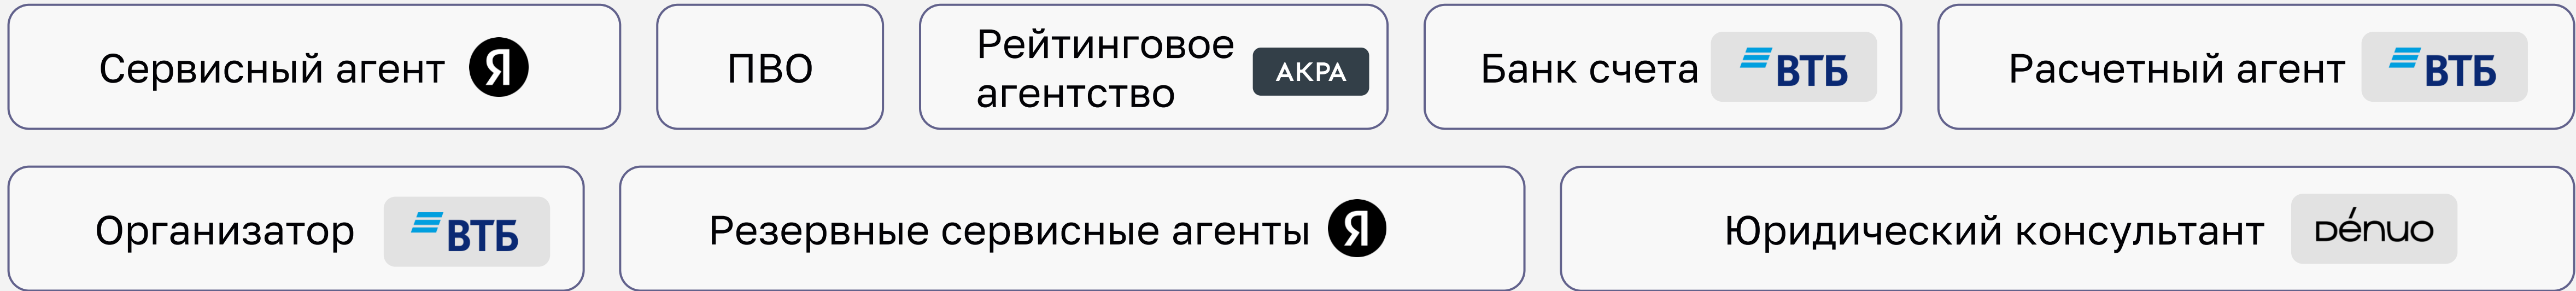 Сервисный агент Я
ПВО
Рейтинговое
агентство
АКРА
Банк счета ВТБ
Расчетный агент ВТБ
Организатор ВТБ
Резервные сервисные агенты Я
Юридический консультант Dénuo